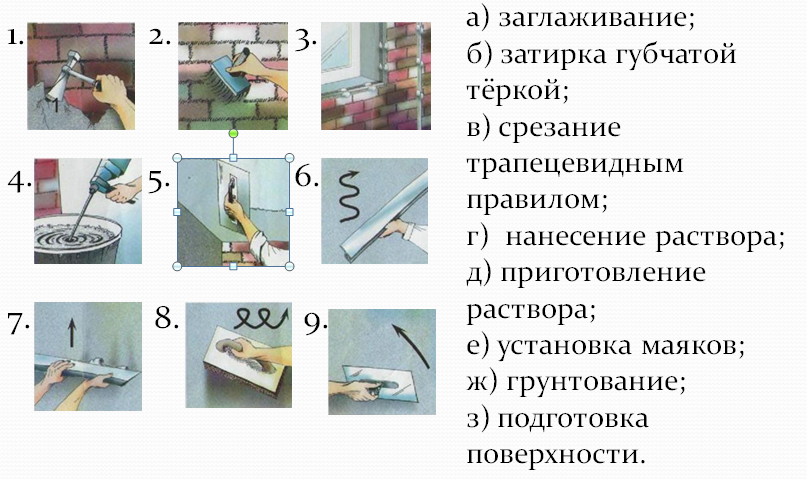 1.
2.
3.
4.
5.
6.
7.
8.
9.
а) заглаживание;
б) затирка губчатой
тёркой;
в) срезание
трапецевидным
правилом;
г) нанесение раствора;
д) приготовление
раствора;
е) установка маяков;
ж) грунтование;
з) подготовка
поверхности.